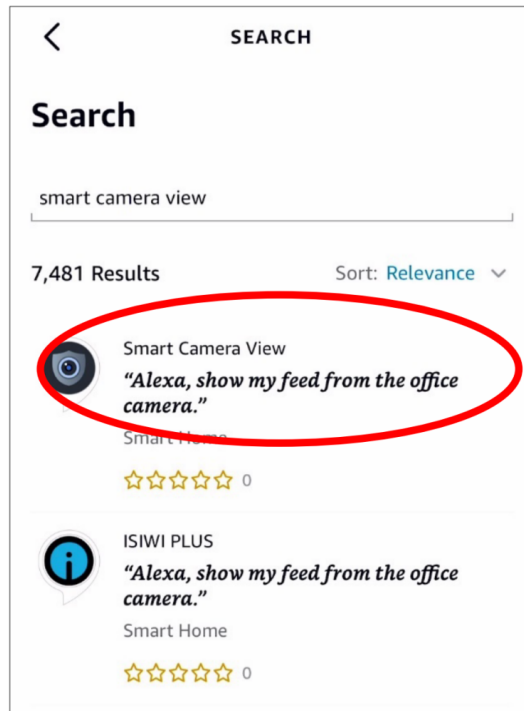 SEARCH
Search
smart camera view
7,481 Results Sort: Relevance
Smart Camera View
“Alexa, show my feed from the office
camera.”
Smart Home
0
ISIWI PLUS
“Alexa, show my feed from the office
camera.”
Smart Home
0